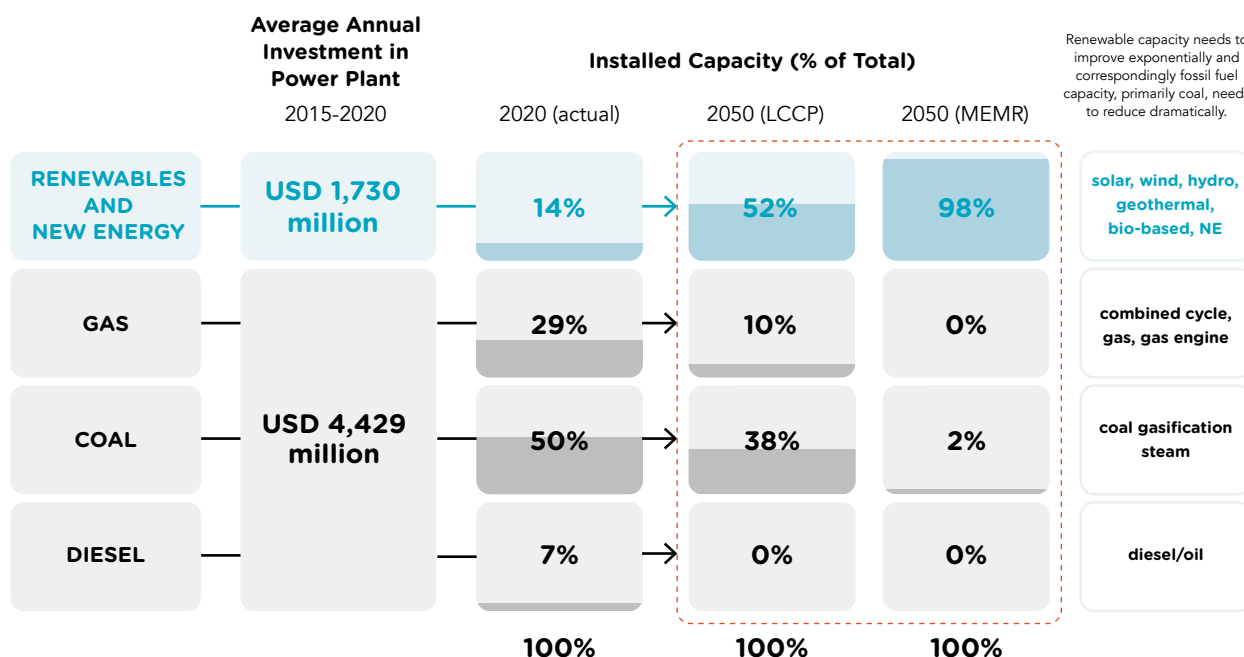 Average Annual
Investment in
Power Plant
2015-2020
Installed Capacity (% of Total)
2020 (actual)
2050 (LCCP)
2050 (MEMR)
Renewable capacity needs to
improve exponentially and
correspondingly fossil fuel
capacity, primarily coal, need
to reduce dramatically.
RENEWABLES
AND
NEW ENERGY
USD 1,730
million
14%
52%
98%
solar, wind, hydro,
geothermal,
bio-based, NE
GAS
29%
10%
0%
combined cycle,
gas, gas engine
COAL
USD 4,429
million
50%
38%
2%
coal gasification
steam
DIESEL
7%
0%
0%
diesel/oil
100%
100%
100%